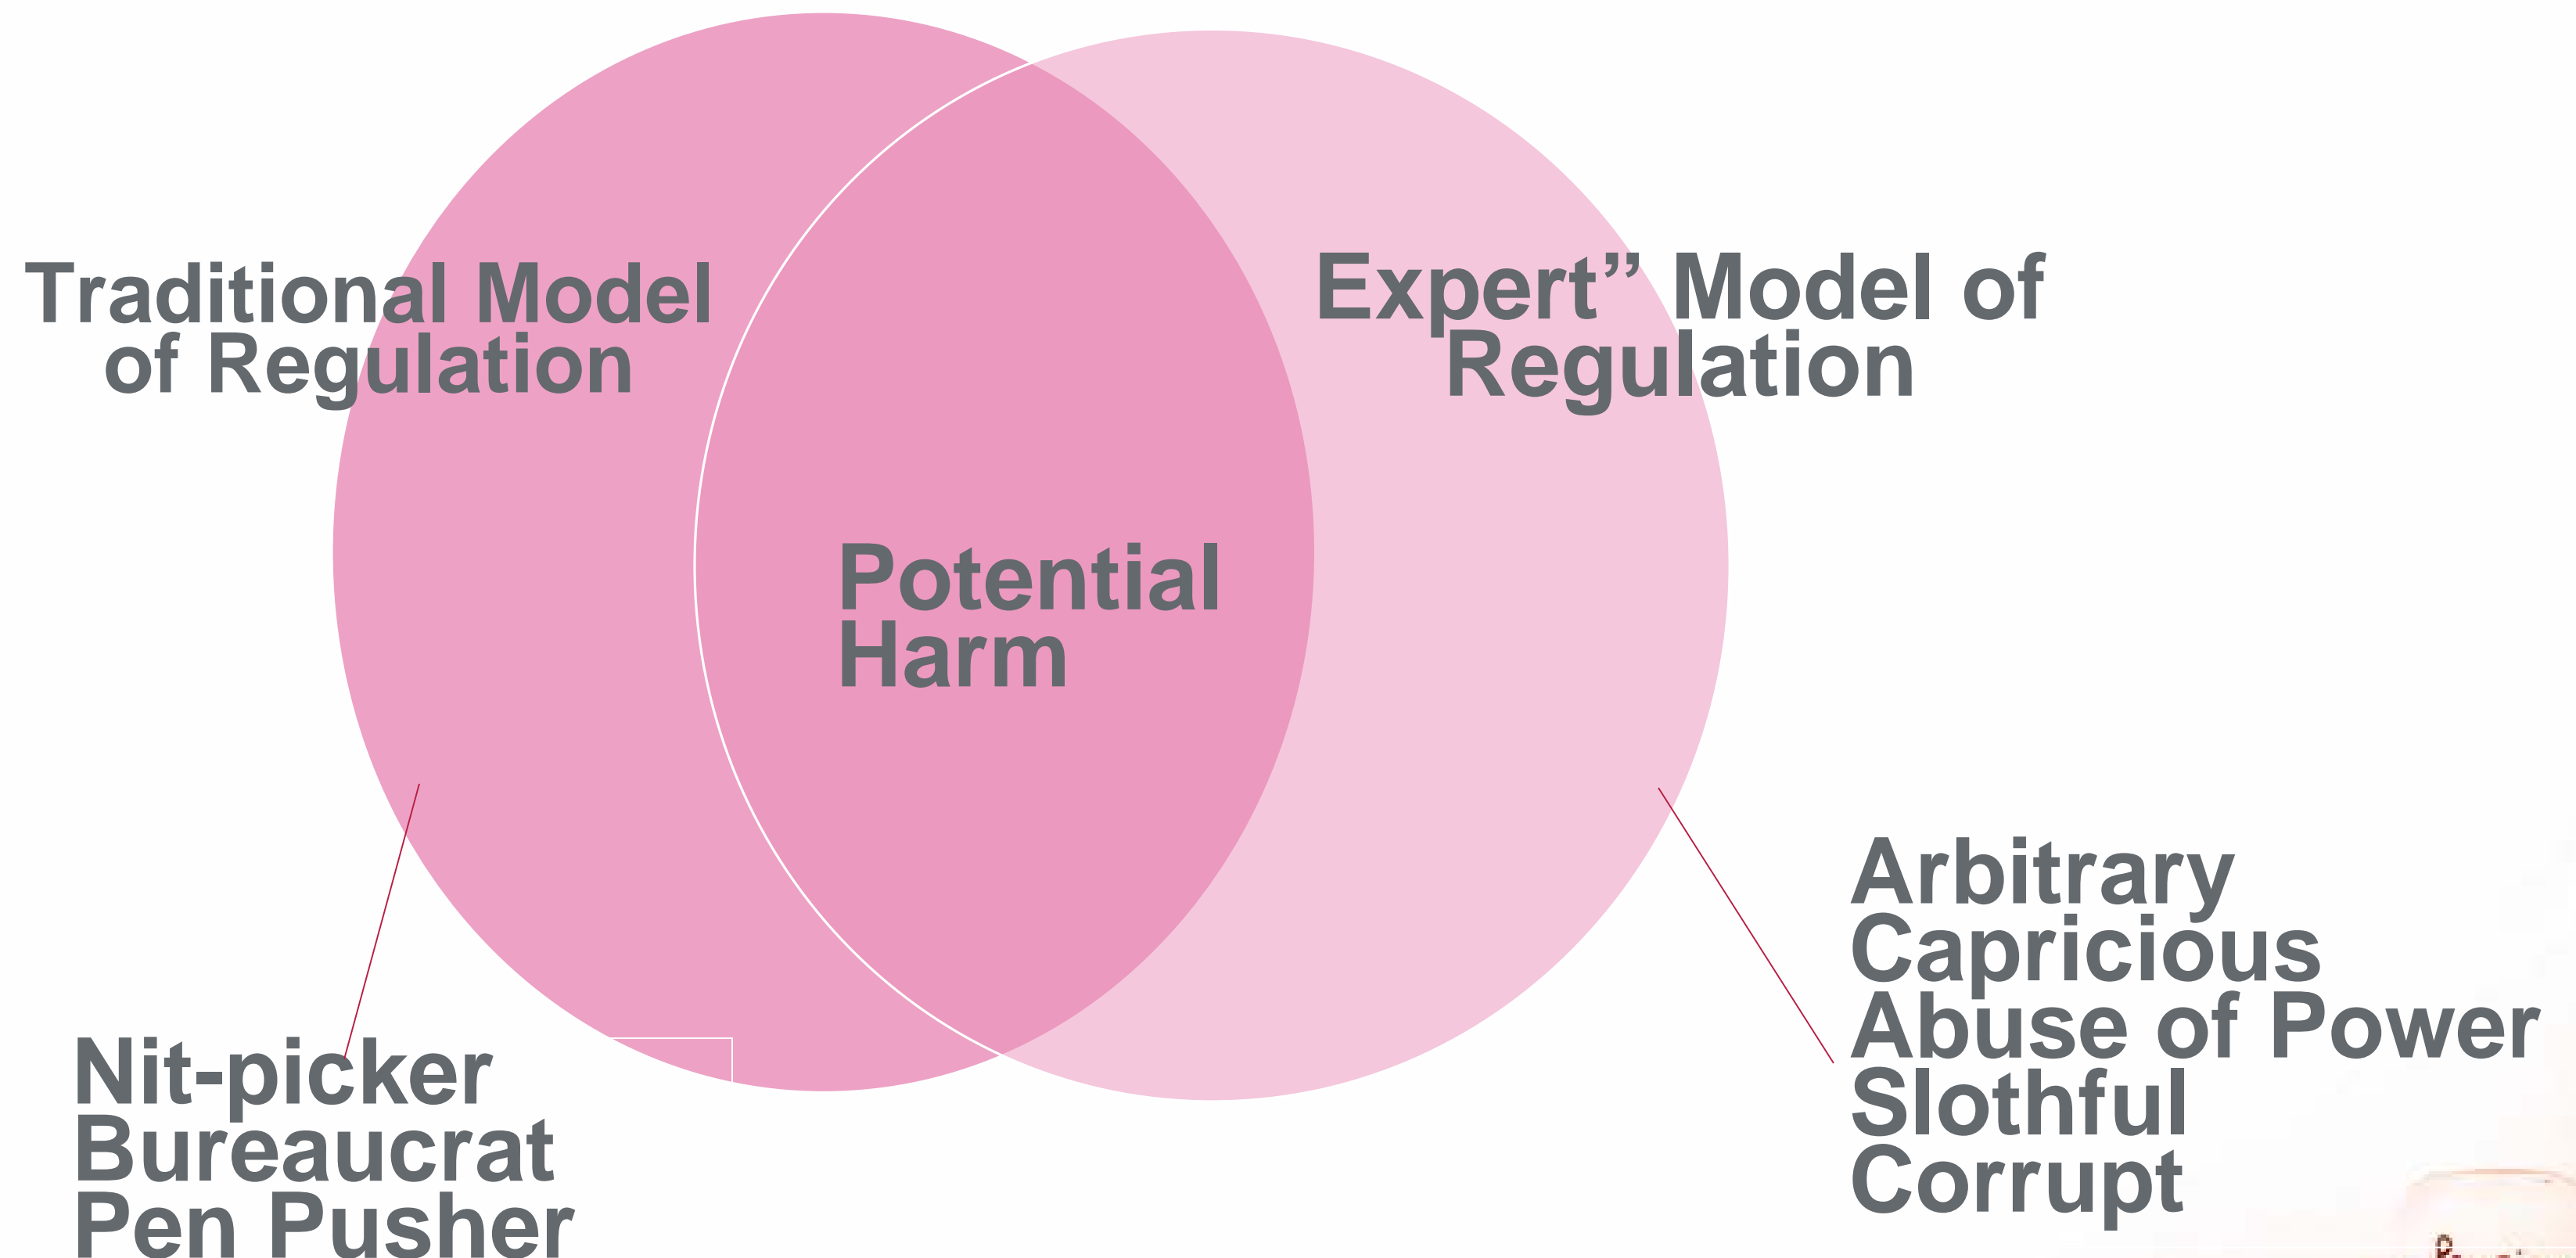 Traditional Model
of Regulation
Expert” Model of
Regulation
Potential
Harm
Nit-picker
Bureaucrat
Pen Pusher
Arbitrary
Capricious
Abuse of Power
Slothful
Corrupt